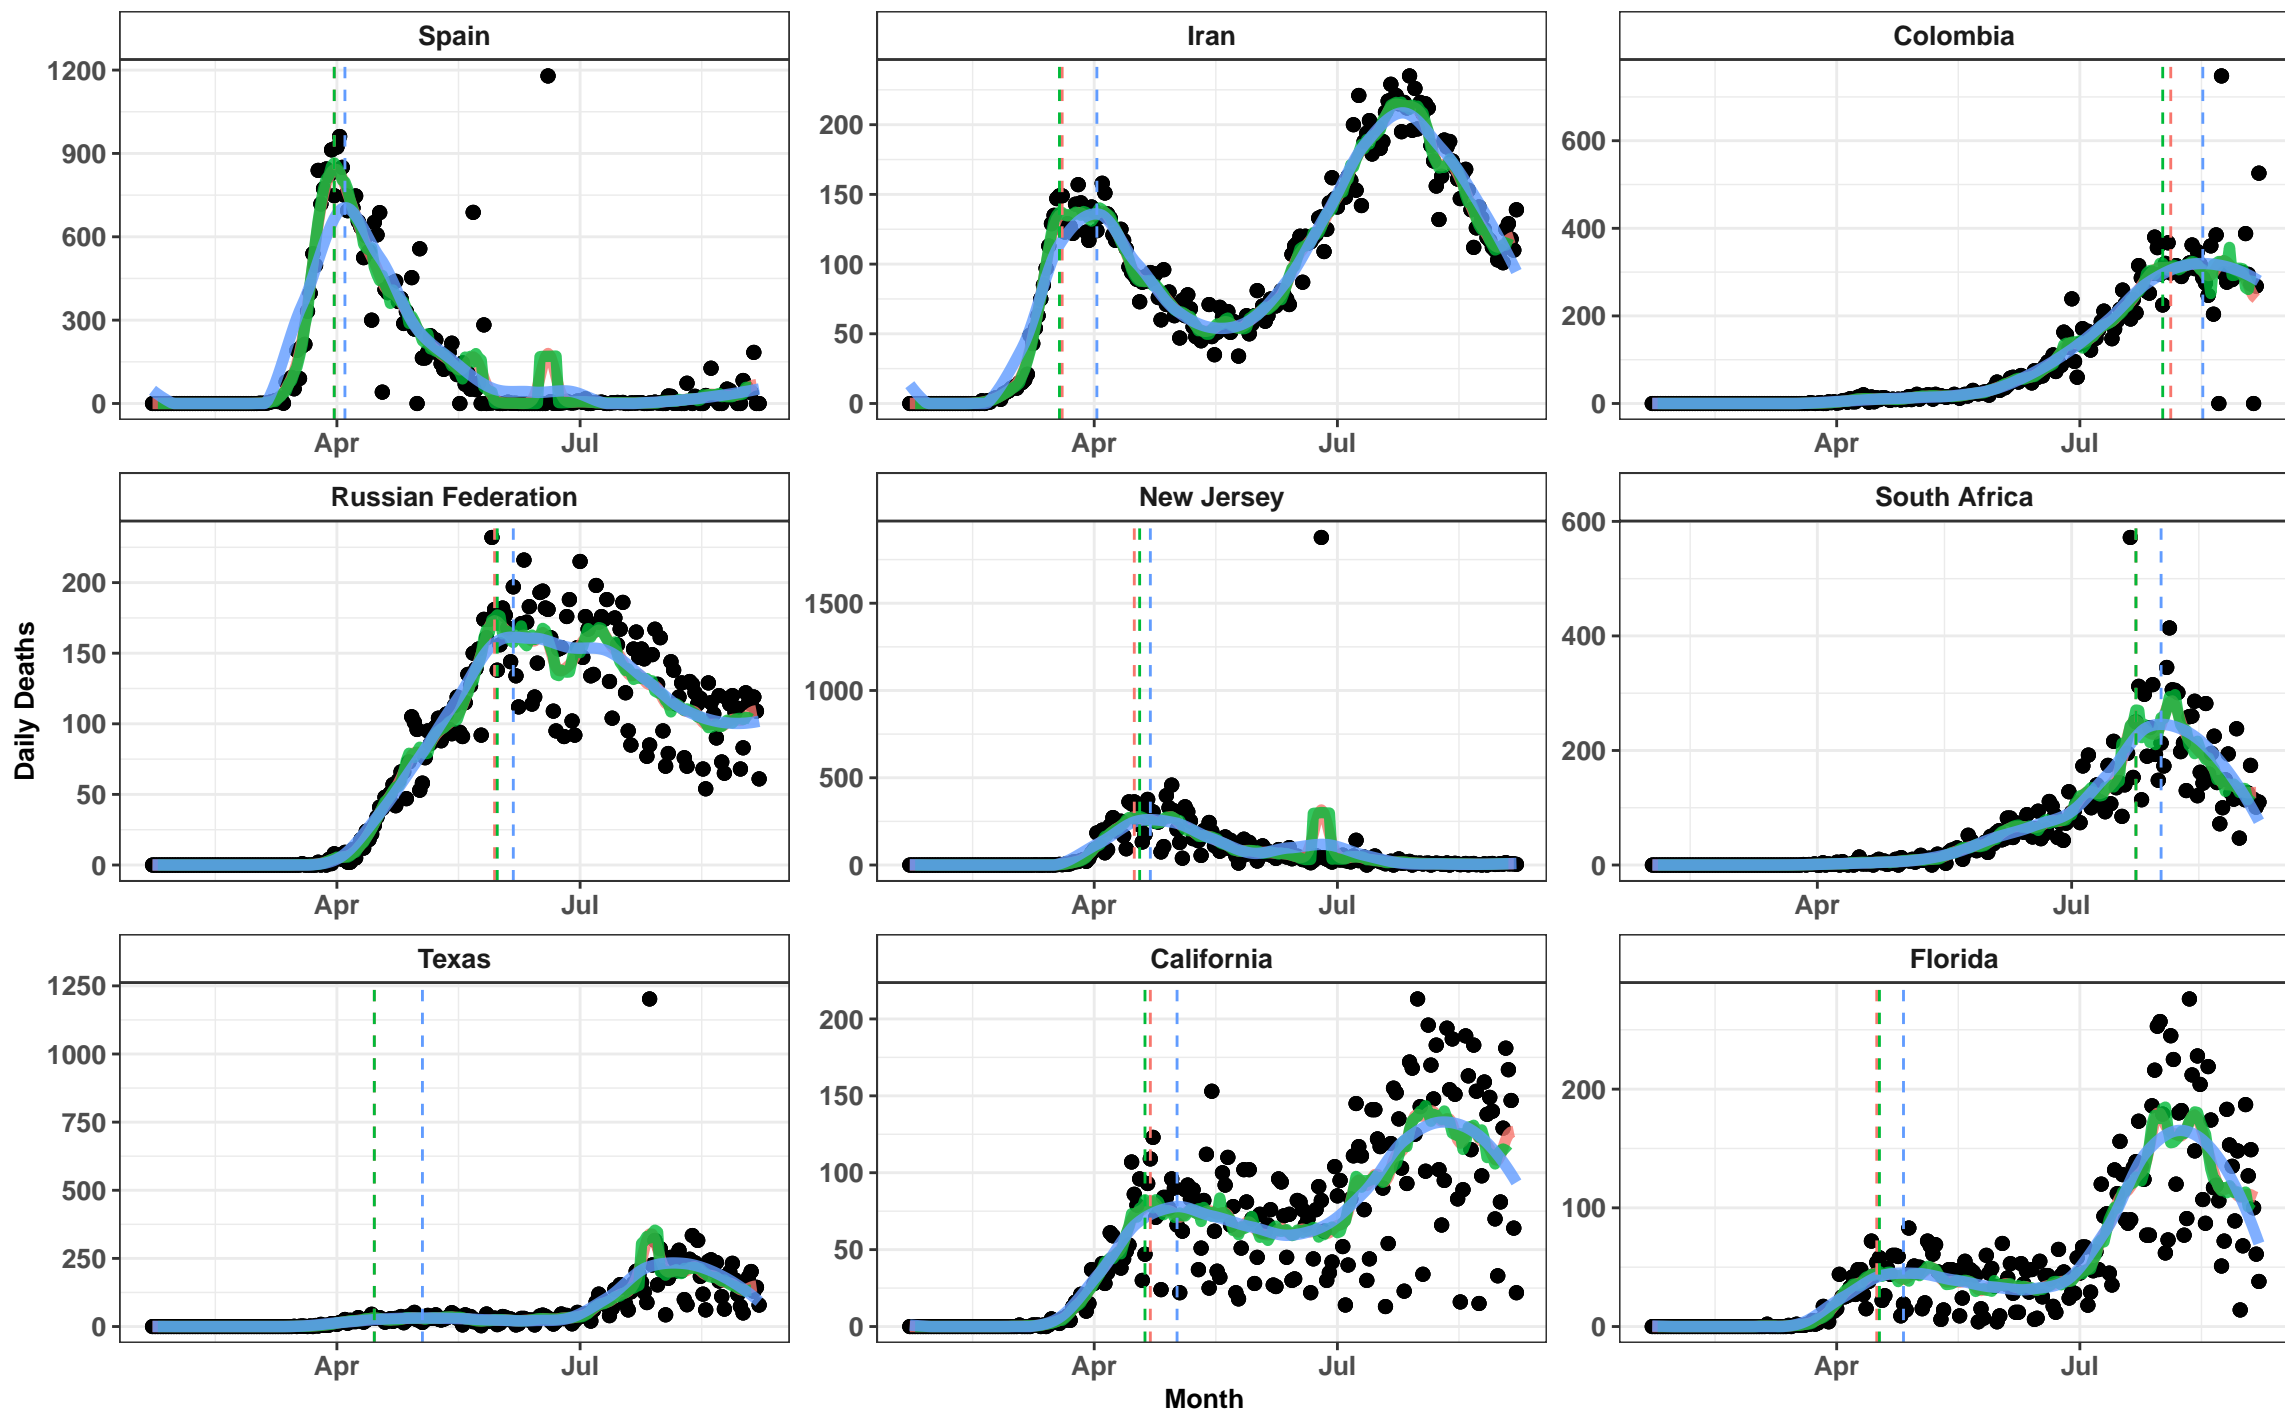 Spain
Iran
Colombia
1200
900
600
300
0
200
150
100
50
0
600
400
200
0
Apr
Jul
Apr
Jul
Apr
Jul
Russian Federation
New Jersey
South Africa
200
150
100
50
0
1500
1000
500
0
600
400
200
0
Apr
Jul
Apr
Jul
Apr
Jul
Daily Deaths
Texas
California
Florida
1250
1000
750
500
250
0
200
150
100
50
0
200
100
0
Apr
Jul
Apr
Jul
Apr
Jul
Month